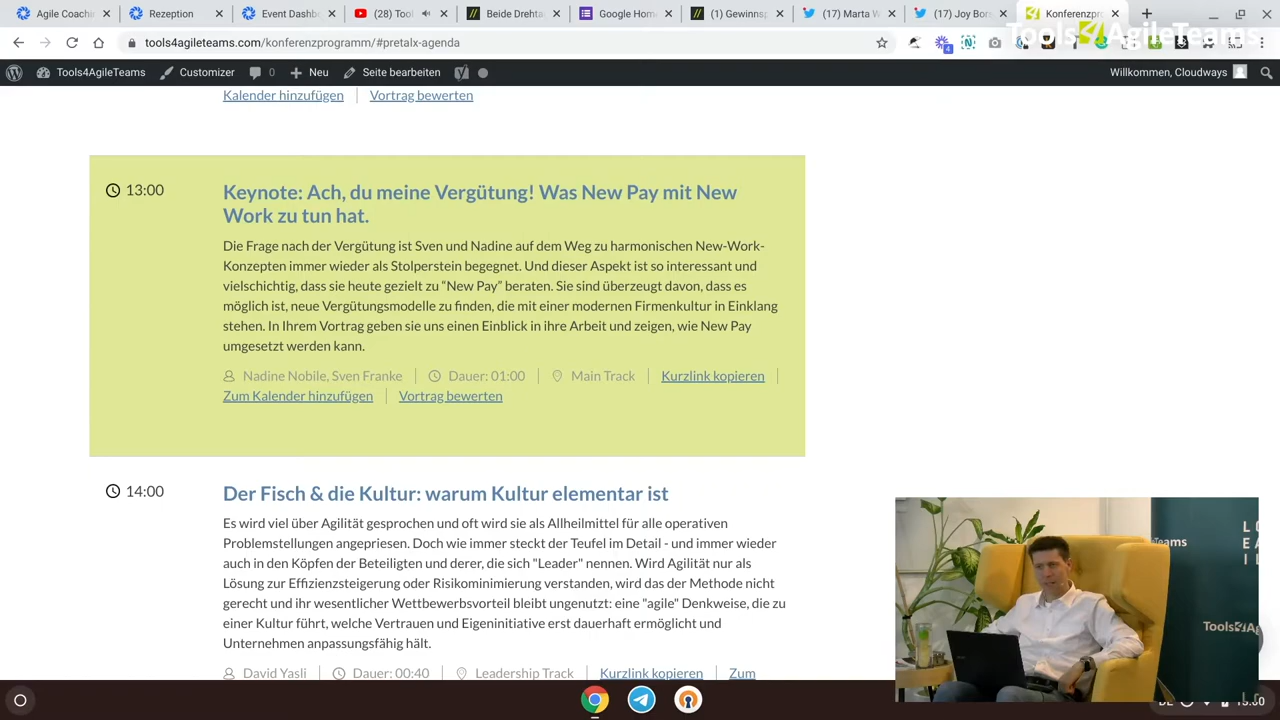 Agile Coachi
Rezeption
Event Dashb
(28) Tool
Beide Drehta
Google Hom
(1) Gewinnsp
(17) Marta W
(17) Joy Bor
Konferenzpro
Tools4AgileTeams
tools4agileteams.com/konferenzprogramm/#pretalx-agenda
Tools4AgileTeams
Customizer
0
Neu
Seite bearbeiten
Willkommen, Cloudways
Kalender hinzufügen | Vortrag bewerten
13:00
Keynote: Ach, du meine Vergütung! Was New Pay mit New
Work zu tun hat.
Die Frage nach der Vergütung ist Sven und Nadine auf dem Weg zu harmonischen New-Work-
Konzepten immer wieder als Stolperstein begegnet. Und dieser Aspekt ist so interessant und
vielschichtig, dass sie heute gezielt zu “New Pay” beraten. Sie sind überzeugt davon, dass es
möglich ist, neue Vergütungsmodelle zu finden, die mit einer modernen Firmenkultur in Einklang
stehen. In Ihrem Vortrag geben sie uns einen Einblick in ihre Arbeit und zeigen, wie New Pay
umgesetzt werden kann.
Nadine Nobile, Sven Franke | Dauer: 01:00 | Main Track | Kurzlink kopieren |
Zum Kalender hinzufügen | Vortrag bewerten
14:00
Der Fisch & die Kultur: warum Kultur elementar ist
Es wird viel über Agilität gesprochen und oft wird sie als Allheilmittel für alle operativen
Problemstellungen angepriesen. Doch wie immer steckt der Teufel im Detail - und immer wieder
auch in den Köpfen der Beteiligten und derer, die sich "Leader" nennen. Wird Agilität nur als
Lösung zur Effizienzsteigerung oder Risikominimierung verstanden, wird das der Methode nicht
gerecht und ihr wesentlicher Wettbewerbsvorteil bleibt ungenutzt: eine "agile" Denkweise, die zu
einer Kultur führt, welche Vertrauen und Eigeninitiative erst dauerhaft ermöglicht und
Unternehmen anpassungsfähig hält.
David Yasli | Dauer: 00:40 | Leadership Track | Kurzlink kopieren | Zum